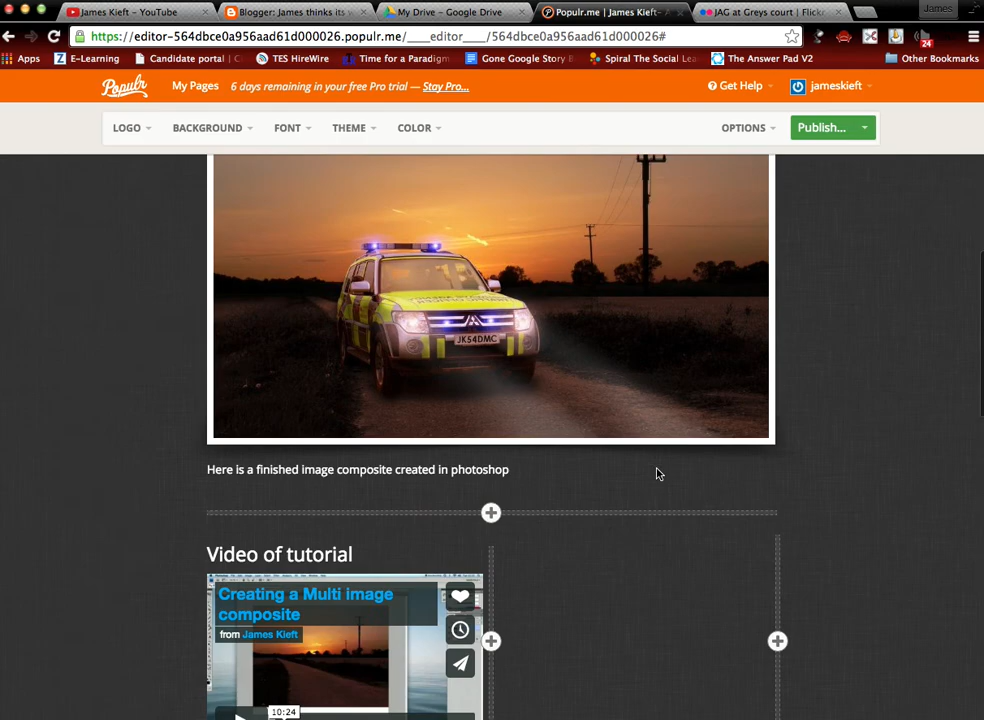 James Kieft - YouTube
Blogger: James thinks its w
My Drive - Google Drive
Populr.me | James Kieft- A
JAG at Greys court | Flickr
James
https://editor-564dbce0a956aad61d000026.populr.me/___editor___/564dbce0a956aad61d000026#
24
Apps
E-Learning
Candidate portal | C
TES HireWire
Time for a Paradigm
Gone Google Story B
Spiral The Social Lea
The Answer Pad V2
Other Bookmarks
Populr
My Pages
6 days remaining in your free Pro trial — Stay Pro...
Get Help
jameskieft
LOGO
BACKGROUND
FONT
THEME
COLOR
OPTIONS
Publish...
JK54DMC
Here is a finished image composite created in photoshop
Video of tutorial
Creating a Multi image
composite
from James Kieft
10:24